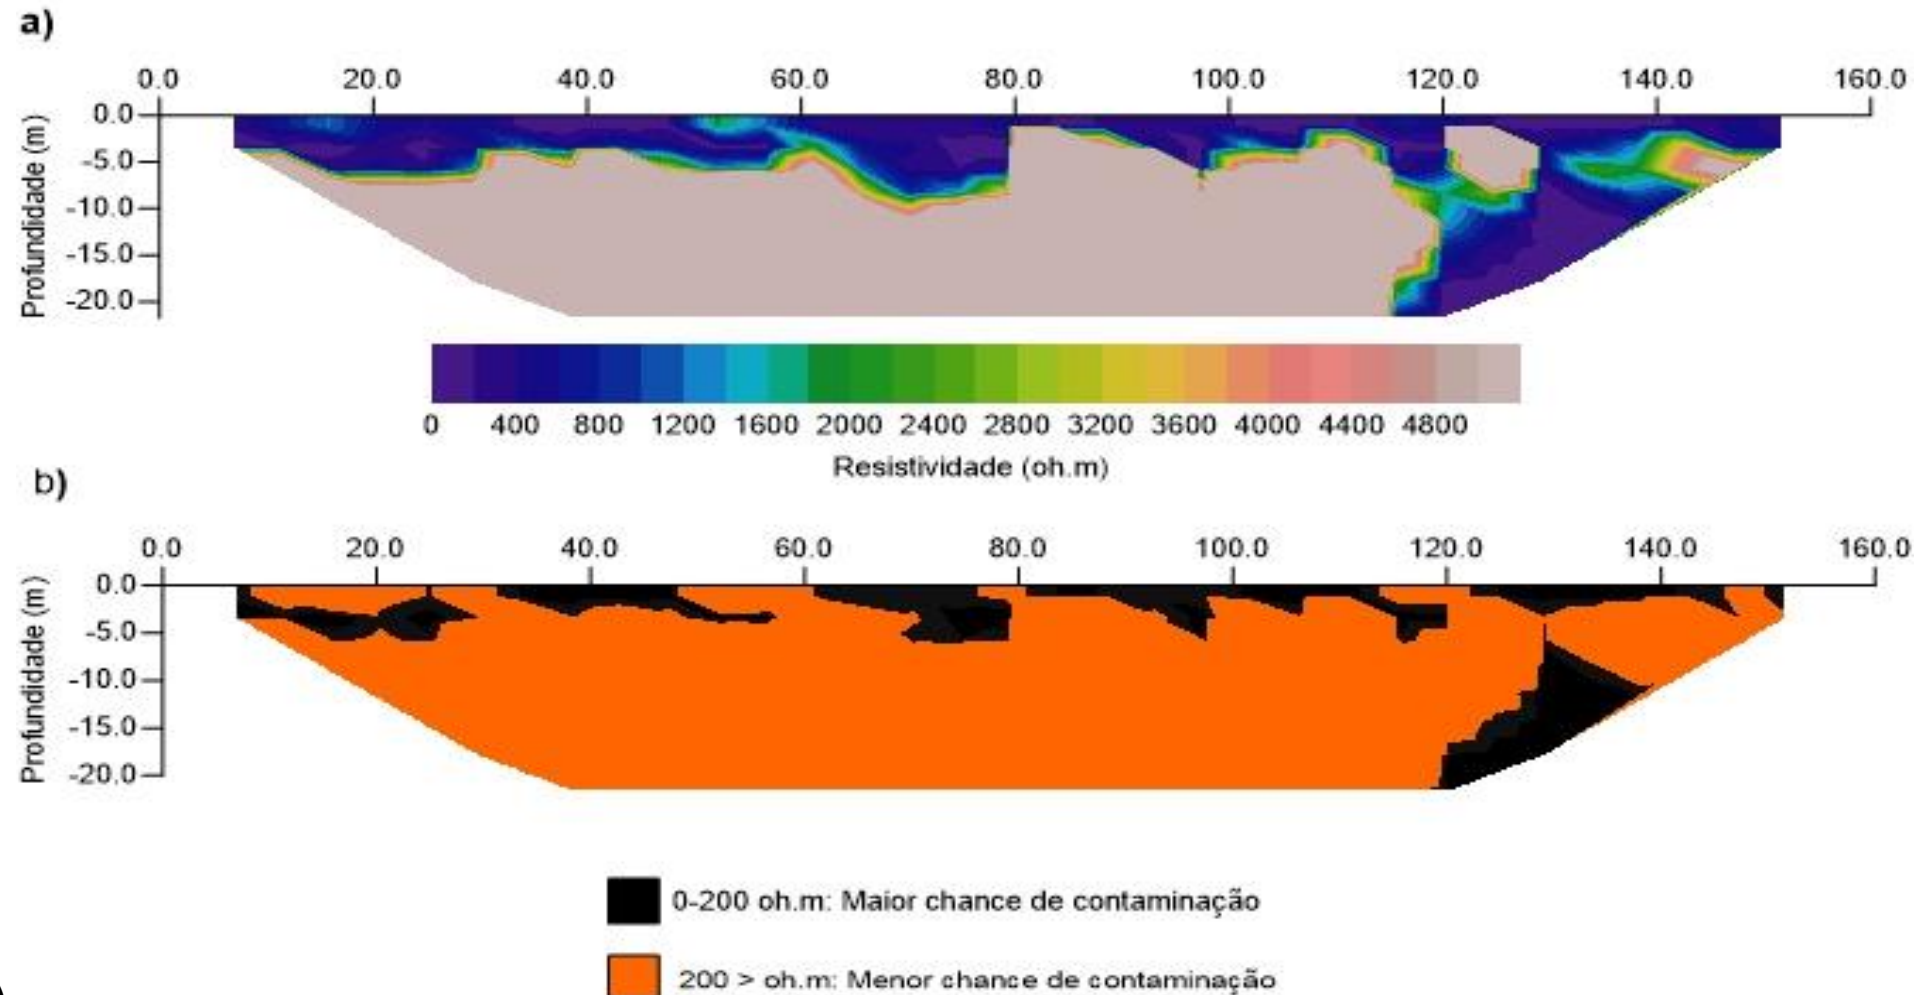 a)
0.0 20.0 40.0 60.0 80.0 100.0 120.0 140.0 160.0
Profundidade (m)
0.0
-5.0
-10.0
-15.0
-20.0
0 400 800 1200 1600 2000 2400 2800 3200 3600 4000 4400 4800
Resistividade (oh.m)
b)
0.0 20.0 40.0 60.0 80.0 100.0 120.0 140.0 160.0
Profundidade (m)
0.0
-5.0
-10.0
-15.0
-20.0
0-200 oh.m: Maior chance de contaminação
200 > oh.m: Menor chance de contaminação